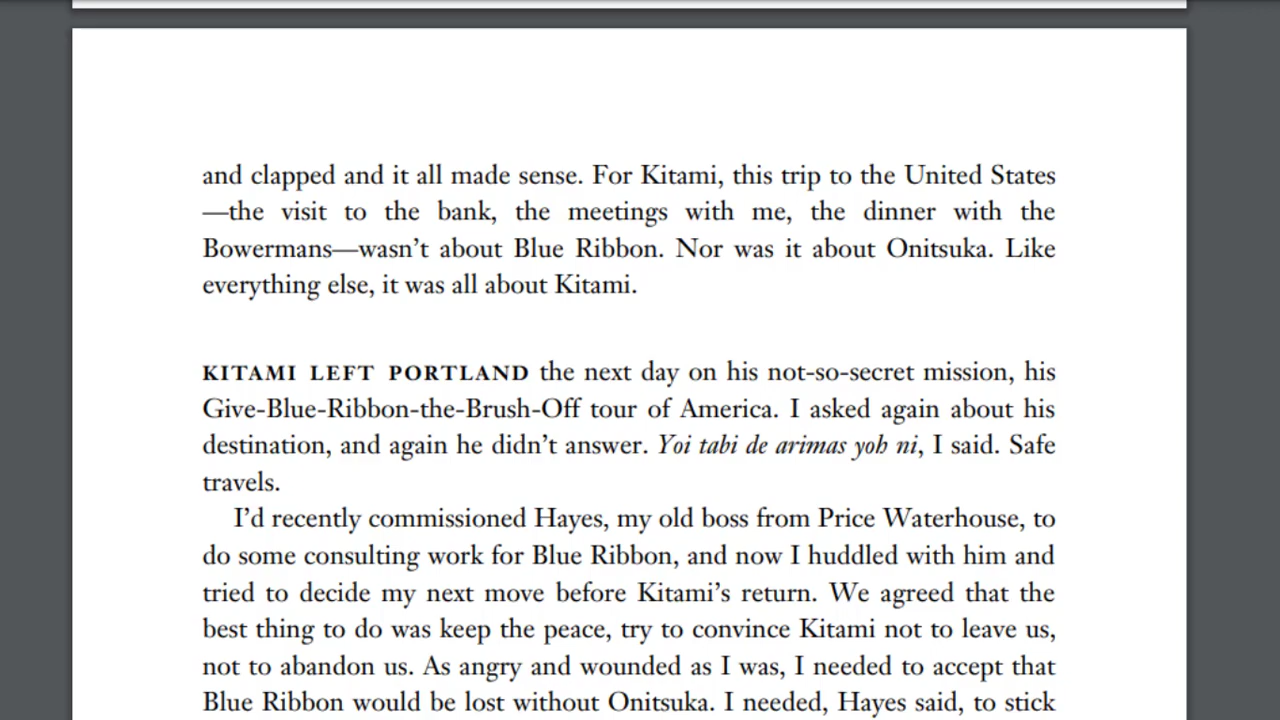 and clapped and it all made sense. For Kitami, this trip to the United States
—the visit to the bank, the meetings with me, the dinner with the
Bowermans—wasn’t about Blue Ribbon. Nor was it about Onitsuka. Like
everything else, it was all about Kitami.
KITAMI LEFT PORTLAND the next day on his not-so-secret mission, his
Give-Blue-Ribbon-the-Brush-Off tour of America. I asked again about his
destination, and again he didn’t answer. Yoi tabi de arimas yoh ni, I said. Safe
travels.
I’d recently commissioned Hayes, my old boss from Price Waterhouse, to
do some consulting work for Blue Ribbon, and now I huddled with him and
tried to decide my next move before Kitami’s return. We agreed that the
best thing to do was keep the peace, try to convince Kitami not to leave us,
not to abandon us. As angry and wounded as I was, I needed to accept that
Blue Ribbon would be lost without Onitsuka. I needed, Hayes said, to stick